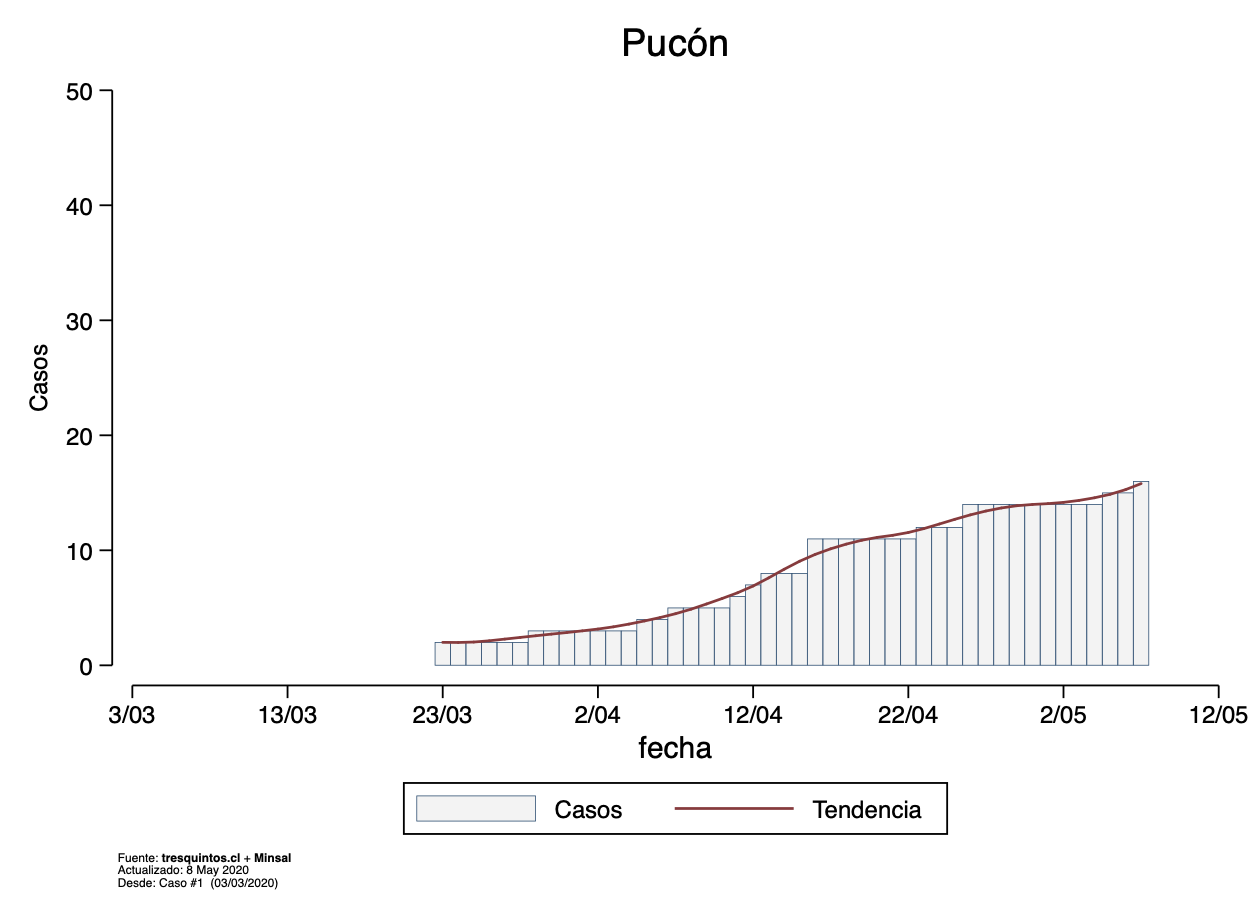 Pucón
50
40
30
20
10
0
Casos
3/03 13/03 23/03 2/04 12/04 22/04 2/05 12/05
fecha
Casos Tendencia
Fuente: tresquintos.cl + Minsal
Actualizado: 8 May 2020
Desde: Caso #1 (03/03/2020)